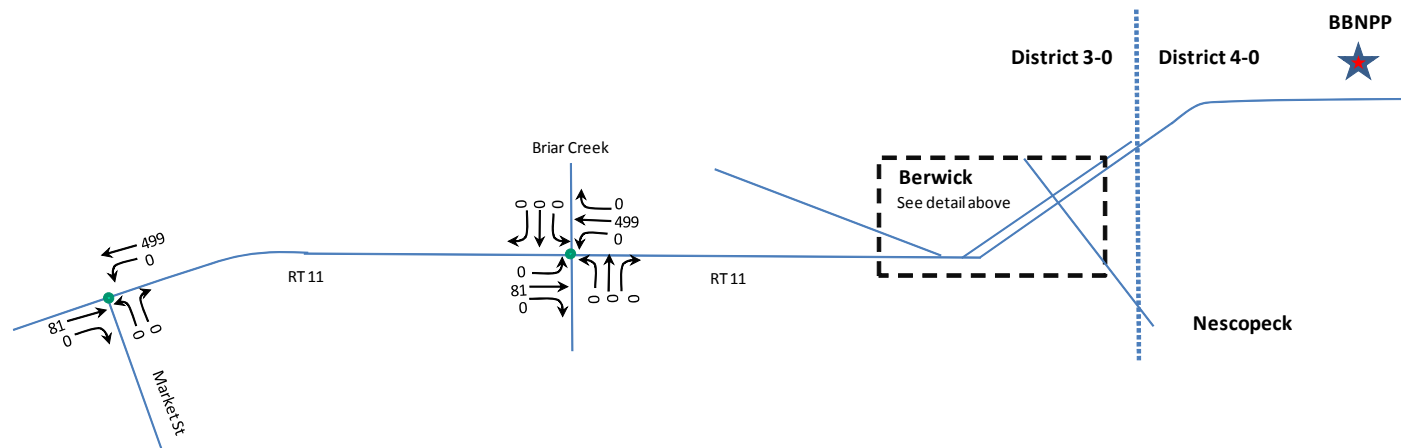 BBNPP
District 3-0
District 4-0
Briar Creek
Berwick
See detail above
0 0 0
0
499
0
499
0
RT 11
0
81
0
0 0 0
RT 11
81
0
0
0
Nescopeck
Market St